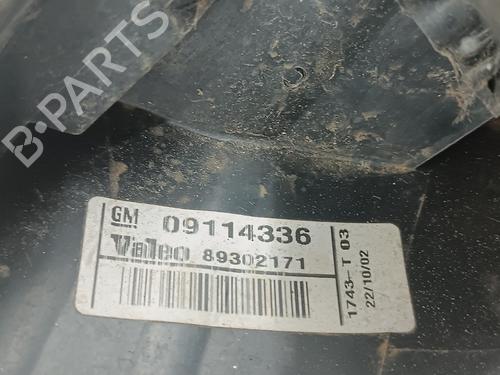 B-PARTS
GM 09114336
Valeo 89302171
1743- T 03
22/10/02